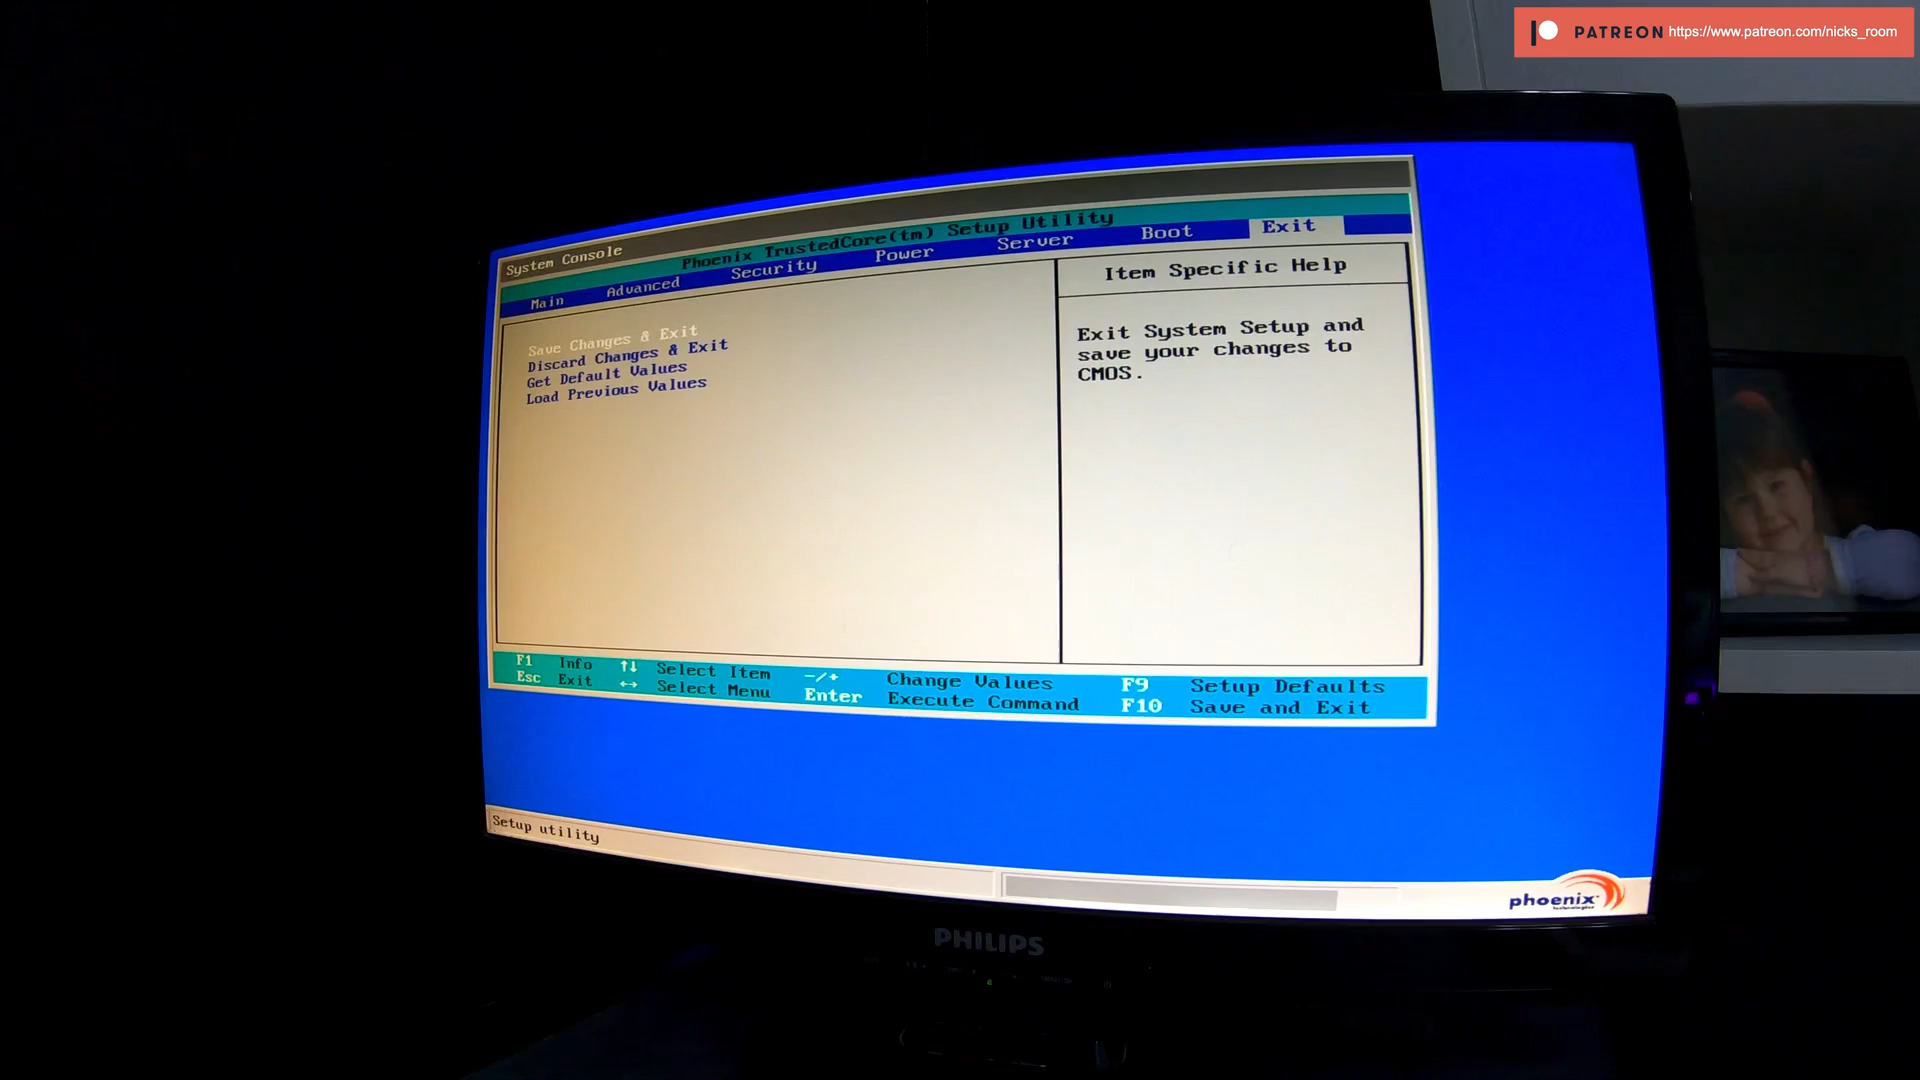 PATREON https://www.patreon.com/nicks_room
System Console
Phoenix TrustedCore(tm) Setup Utility
Main Advanced Security Power Server Boot Exit
Save Changes & Exit
Discard Changes & Exit
Get Default Values
Load Previous Values
Item Specific Help
Exit System Setup and
save your changes to
CMOS.
F1 Info ↑↓ Select Item -/+ Change Values F9 Setup Defaults
Esc Exit ↔ Select Menu Enter Execute Command F10 Save and Exit
Setup utility
phoenix
PHILIPS